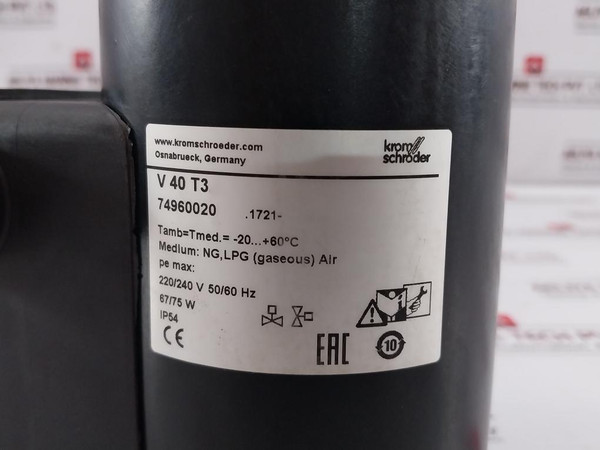 www.kromschroeder.com
Osnabrueck, Germany
krom
schröder
V 40 T3
74960020 .1721-
Tamb=Tmed.= -20...+60°C
Medium: NG,LPG (gaseous) Air
pe max:
220/240 V 50/60 Hz
67/75 W
IP54
CE
EAC
10